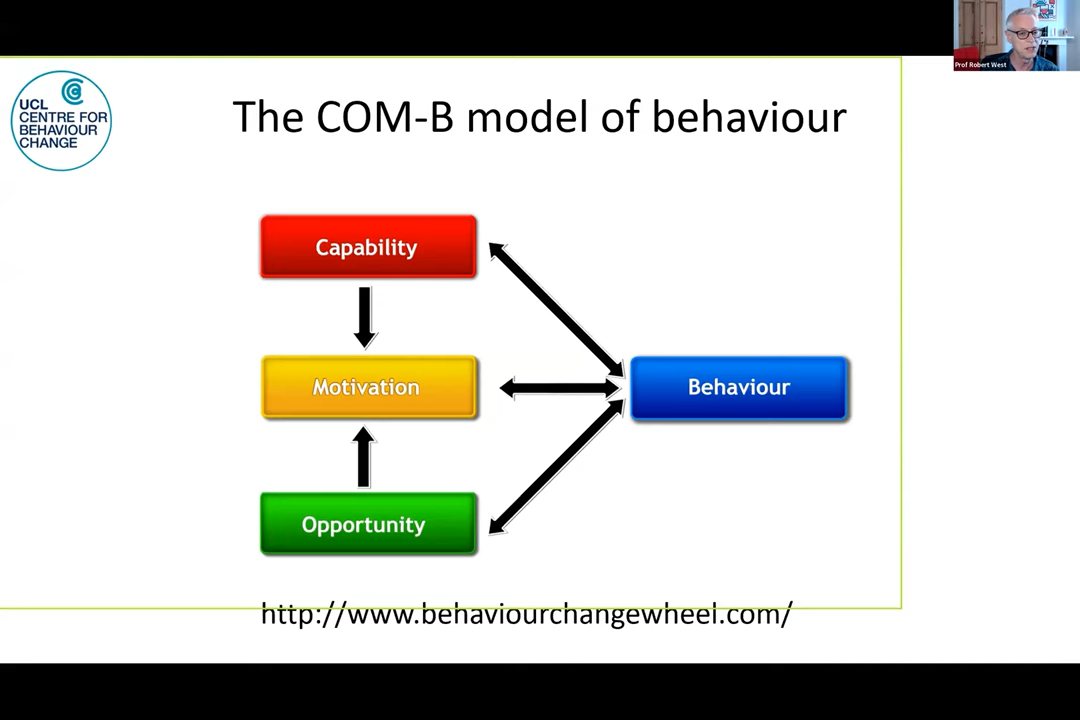 Prof Robert West
UCL
CENTRE FOR
BEHAVIOUR
CHANGE
The COM-B model of behaviour
Capability
Motivation
Behaviour
Opportunity
http://www.behaviourchangewheel.com/